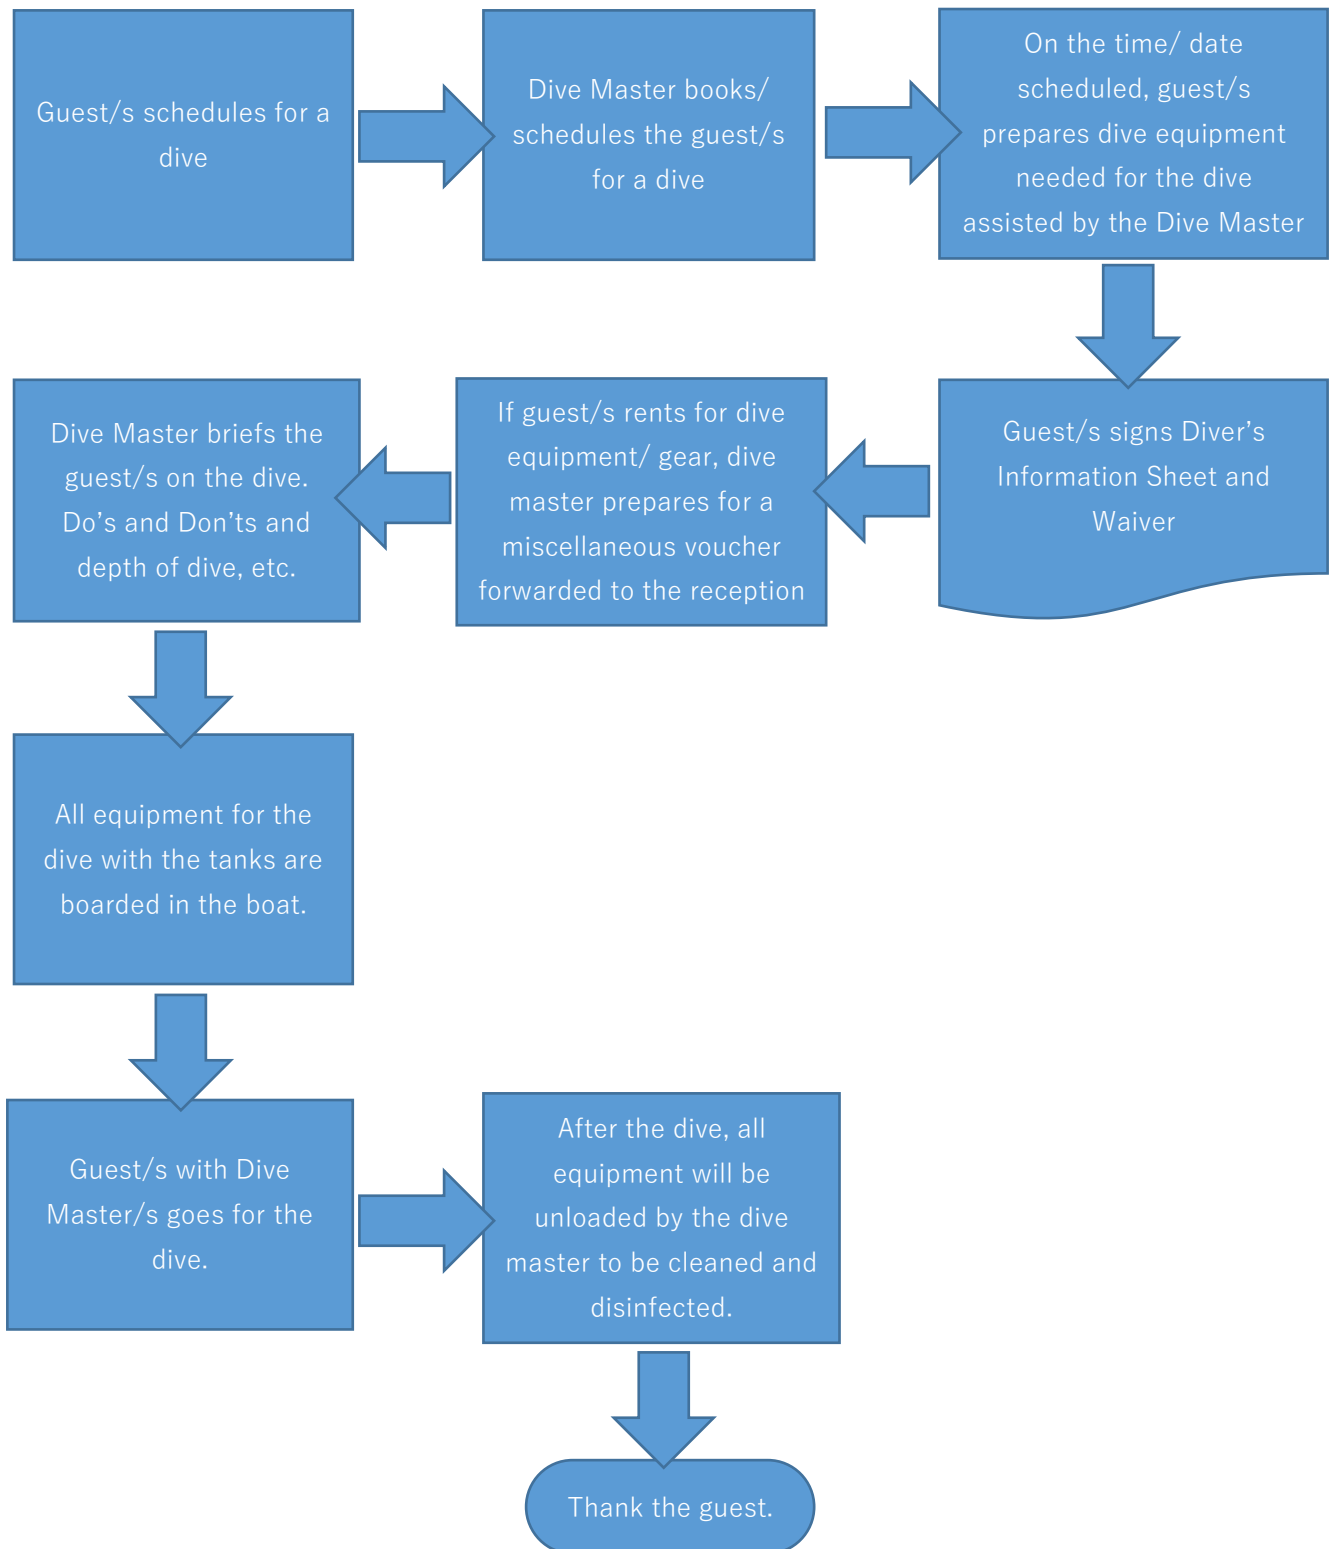 Guest/s schedules for a
dive
Dive Master books/
schedules the guest/s
for a dive
On the time/ date
scheduled, guest/s
prepares dive equipment
needed for the dive
assisted by the Dive Master
Guest/s signs Diver’s
Information Sheet and
Waiver
If guest/s rents for dive
equipment/ gear, dive
master prepares for a
miscellaneous voucher
forwarded to the reception
Dive Master briefs the
guest/s on the dive.
Do’s and Don’ts and
depth of dive, etc.
All equipment for the
dive with the tanks are
boarded in the boat.
Guest/s with Dive
Master/s goes for the
dive.
After the dive, all
equipment will be
unloaded by the dive
master to be cleaned and
disinfected.
Thank the guest.